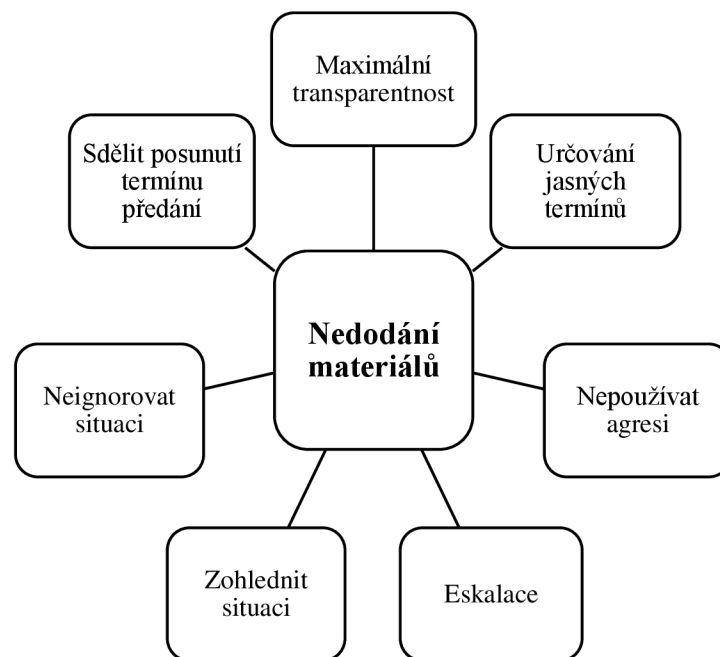 Maximální
transparentnost
Sdělit posunutí
termínu
předání
Určování
jasných
termínů
Nedodání
materiálů
Neignorovat
situaci
Nepoužívat
agresi
Zohlednit
situaci
Eskalace